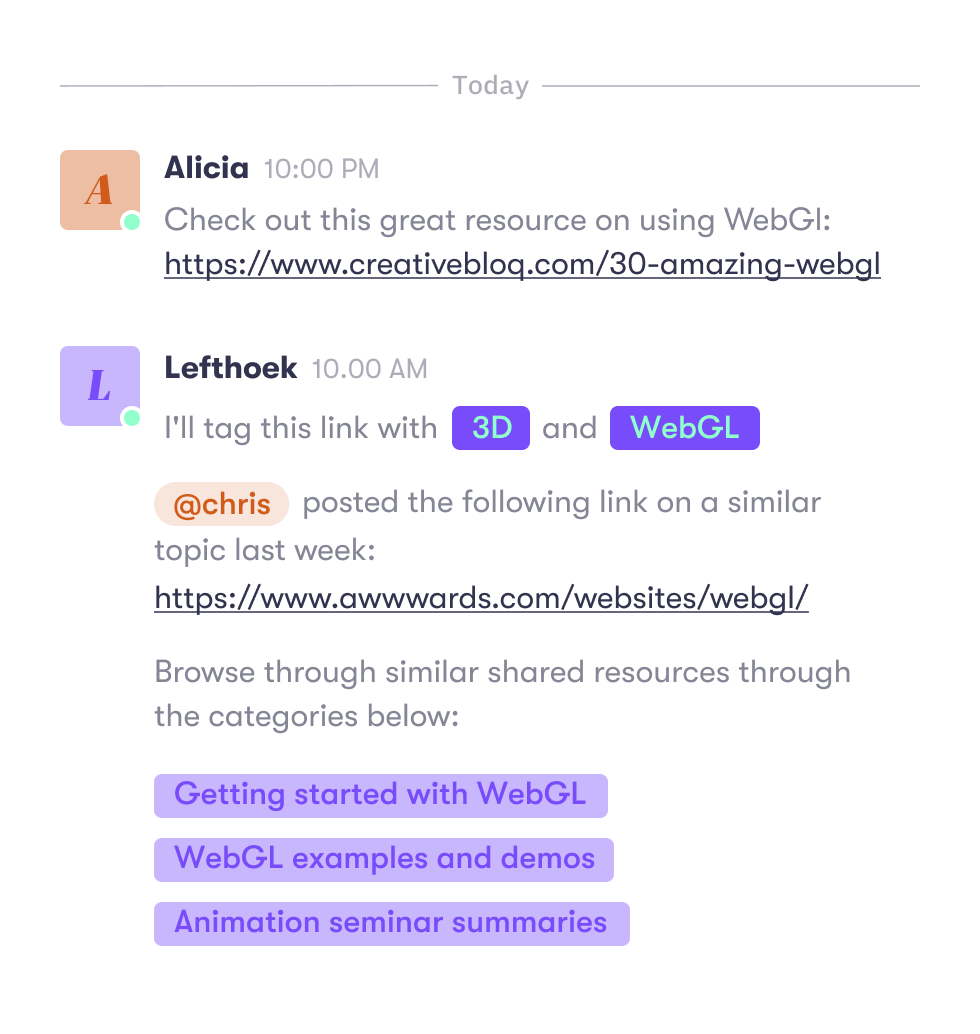 Today
A
Alicia 10:00 PM
Check out this great resource on using WebGl:
https://www.creativebloq.com/30-amazing-webgl
L
Lefthoek 10.00 AM
I'll tag this link with 3D and WebGL
@chris posted the following link on a similar
topic last week:
https://www.awwwards.com/websites/webgl/
Browse through similar shared resources through
the categories below:
Getting started with WebGL
WebGL examples and demos
Animation seminar summaries